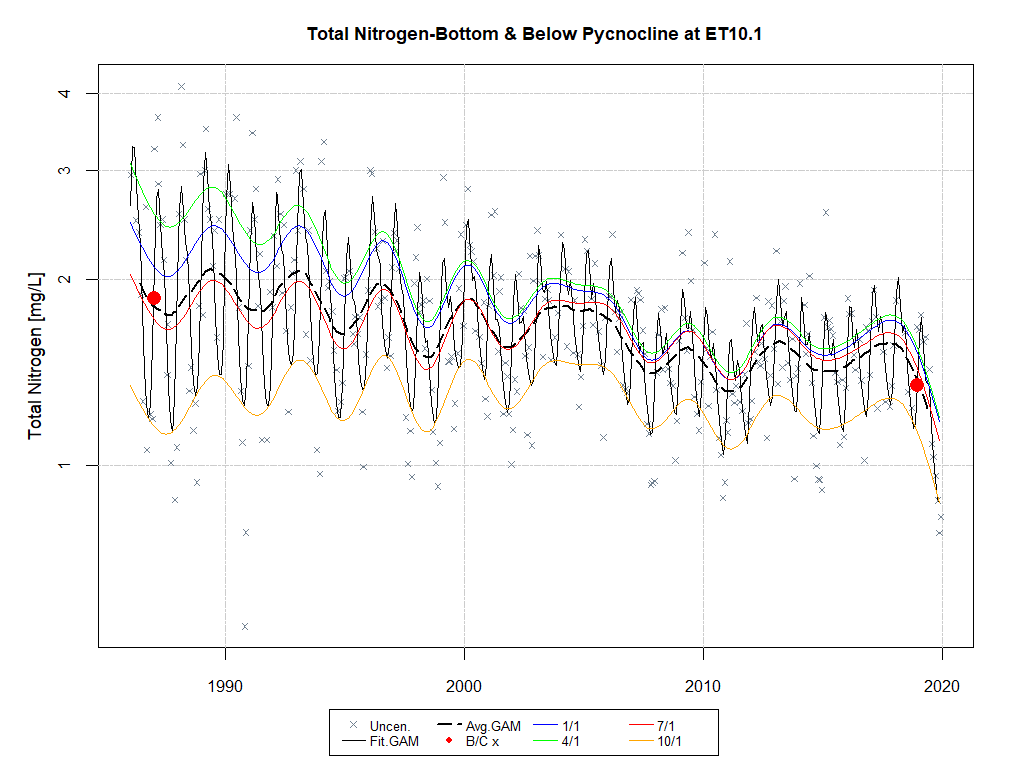 Total Nitrogen-Bottom & Below Pycnocline at ET10.1
Total Nitrogen [mg/L]
4
3
2
1
1990 2000 2010 2020
Uncen. Avg.GAM 1/1 7/1
Fit.GAM B/C x 4/1 10/1